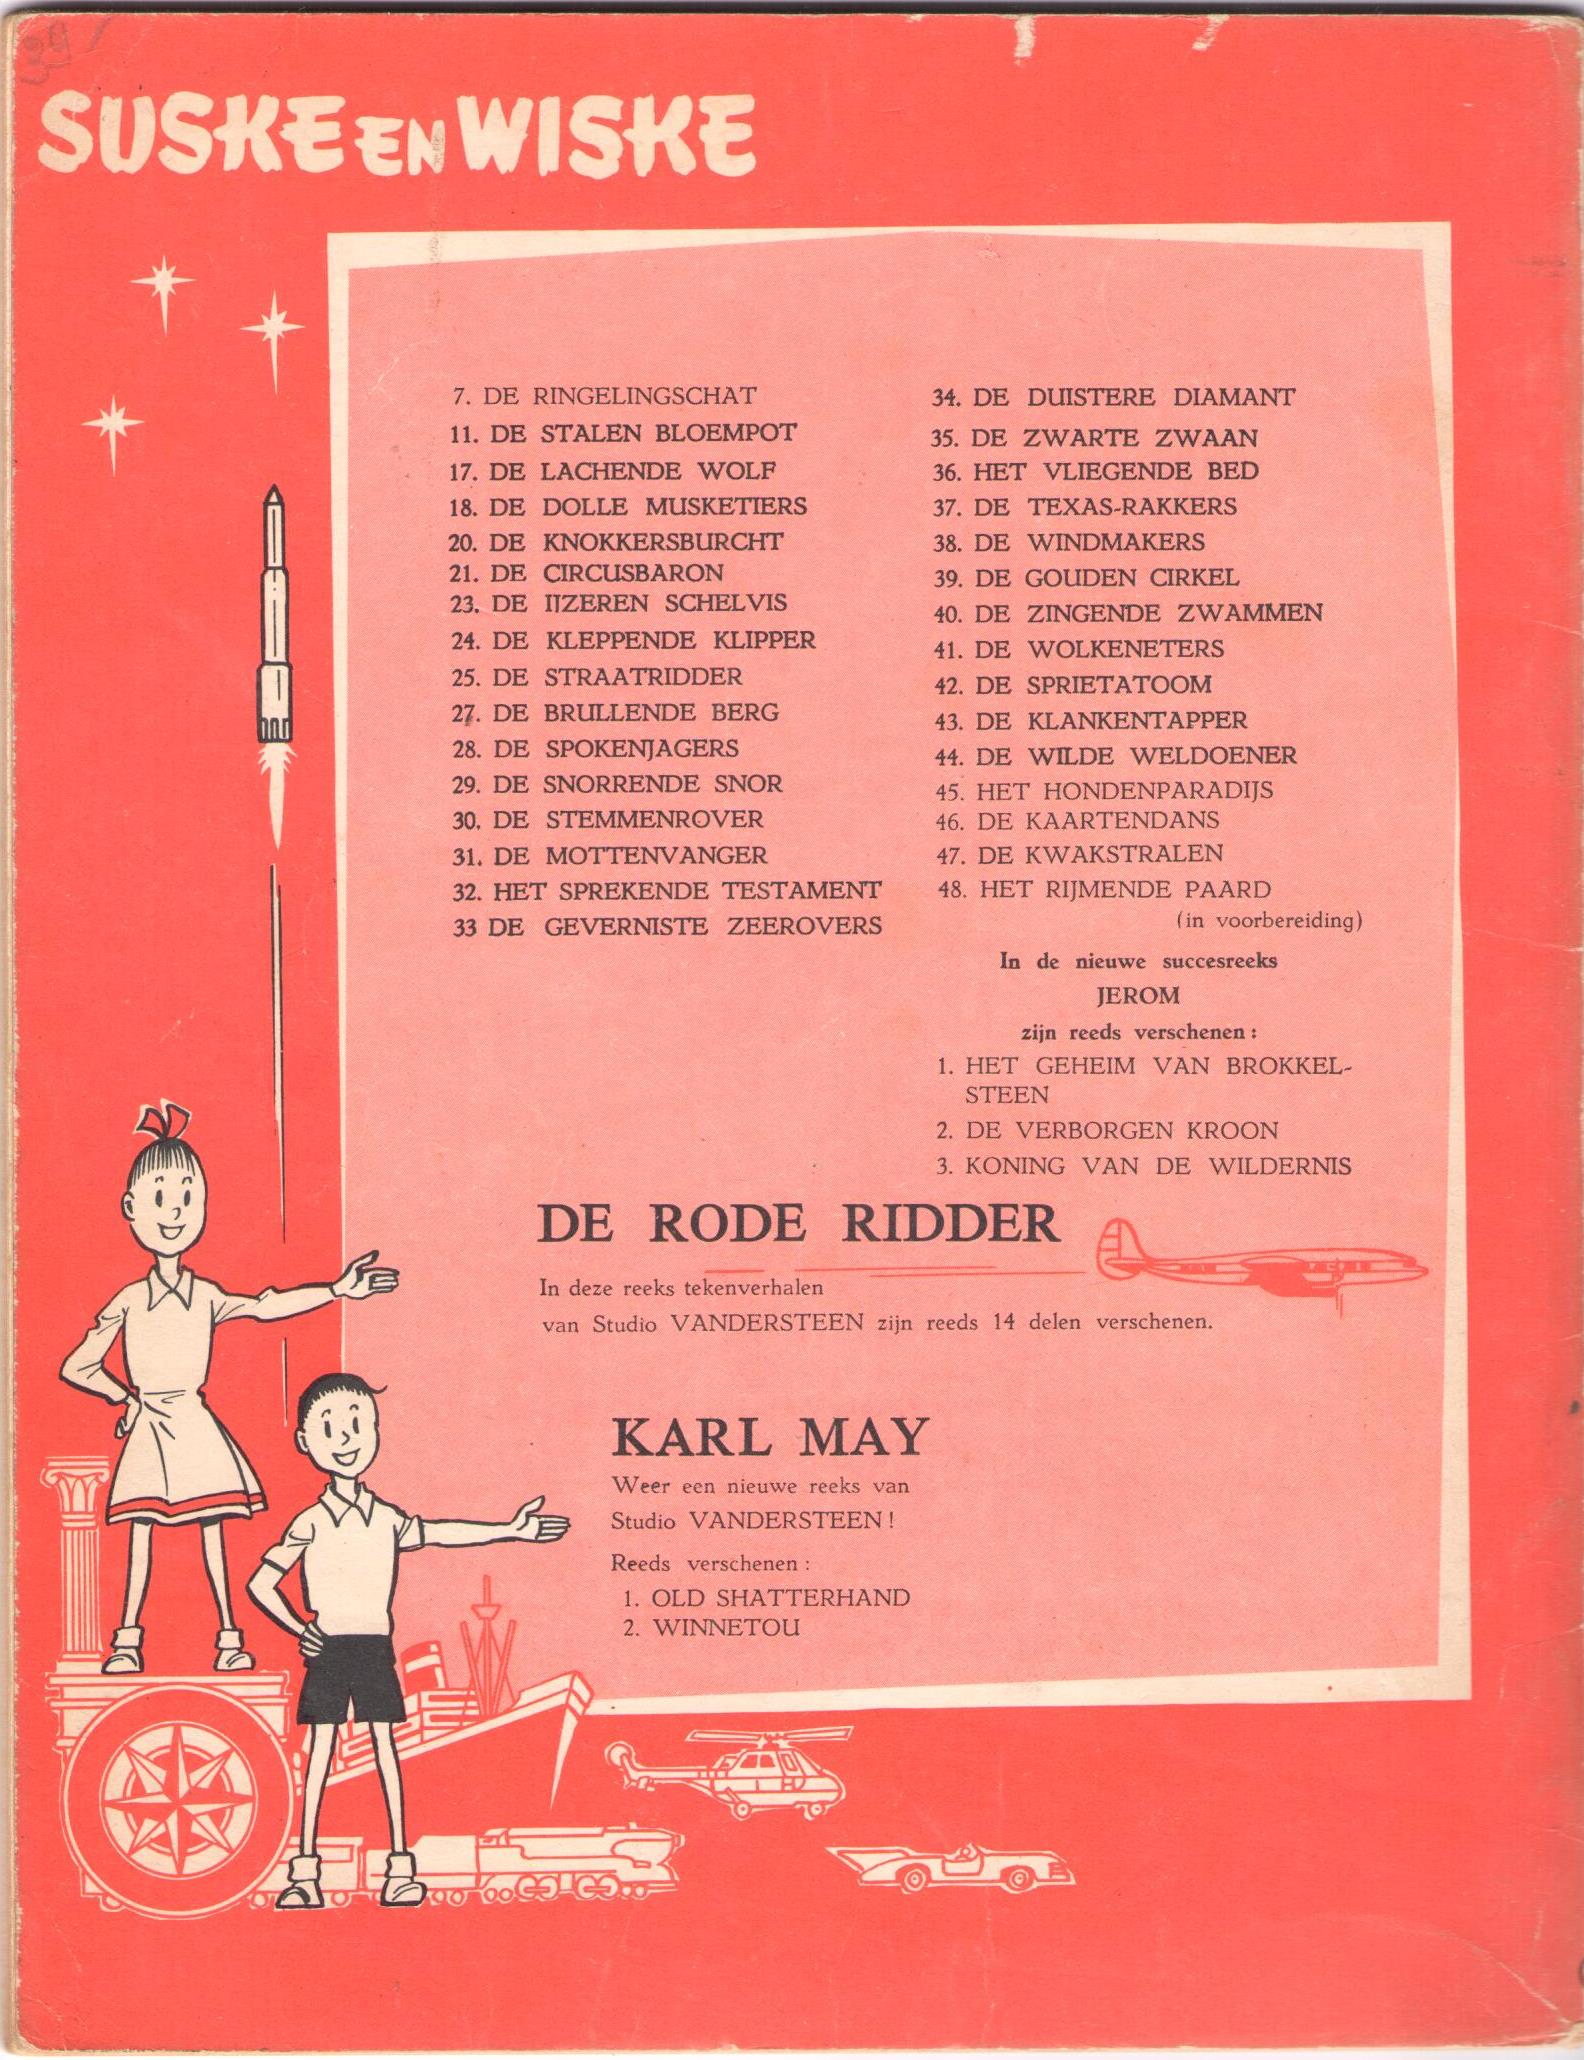 39
SUSKE EN WISKE
7. DE RINGELINGSCHAT
11. DE STALEN BLOEMPOT
17. DE LACHENDE WOLF
18. DE DOLLE MUSKETIERS
20. DE KNOKKERSBURCHT
21. DE CIRCUSBARON
23. DE IJZEREN SCHELVIS
24. DE KLEPPENDE KLIPPER
25. DE STRAATRIDDER
27. DE BRULLENDE BERG
28. DE SPOKENJAGERS
29. DE SNORRENDE SNOR
30. DE STEMMENROVER
31. DE MOTTENVANGER
32. HET SPREKENDE TESTAMENT
33 DE GEVERNISTE ZEEROVERS
34. DE DUISTERE DIAMANT
35. DE ZWARTE ZWAAN
36. HET VLIEGENDE BED
37. DE TEXAS-RAKKERS
38. DE WINDMAKERS
39. DE GOUDEN CIRKEL
40. DE ZINGENDE ZWAMMEN
41. DE WOLKENETERS
42. DE SPRIETATOOM
43. DE KLANKENTAPPER
44. DE WILDE WELDOENER
45. HET HONDENPARADIJS
46. DE KAARTENDANS
47. DE KWAKSTRALEN
48. HET RIJMENDE PAARD
(in voorbereiding)
In de nieuwe succesreeks
JEROM
zijn reeds verschenen :
1. HET GEHEIM VAN BROKKEL-
STEEN
2. DE VERBORGEN KROON
3. KONING VAN DE WILDERNIS
DE RODE RIDDER
In deze reeks tekenverhalen
van Studio VANDERSTEEN zijn reeds 14 delen verschenen.
KARL MAY
Weer een nieuwe reeks van
Studio VANDERSTEEN !
Reeds verschenen :
1. OLD SHATTERHAND
2. WINNETOU